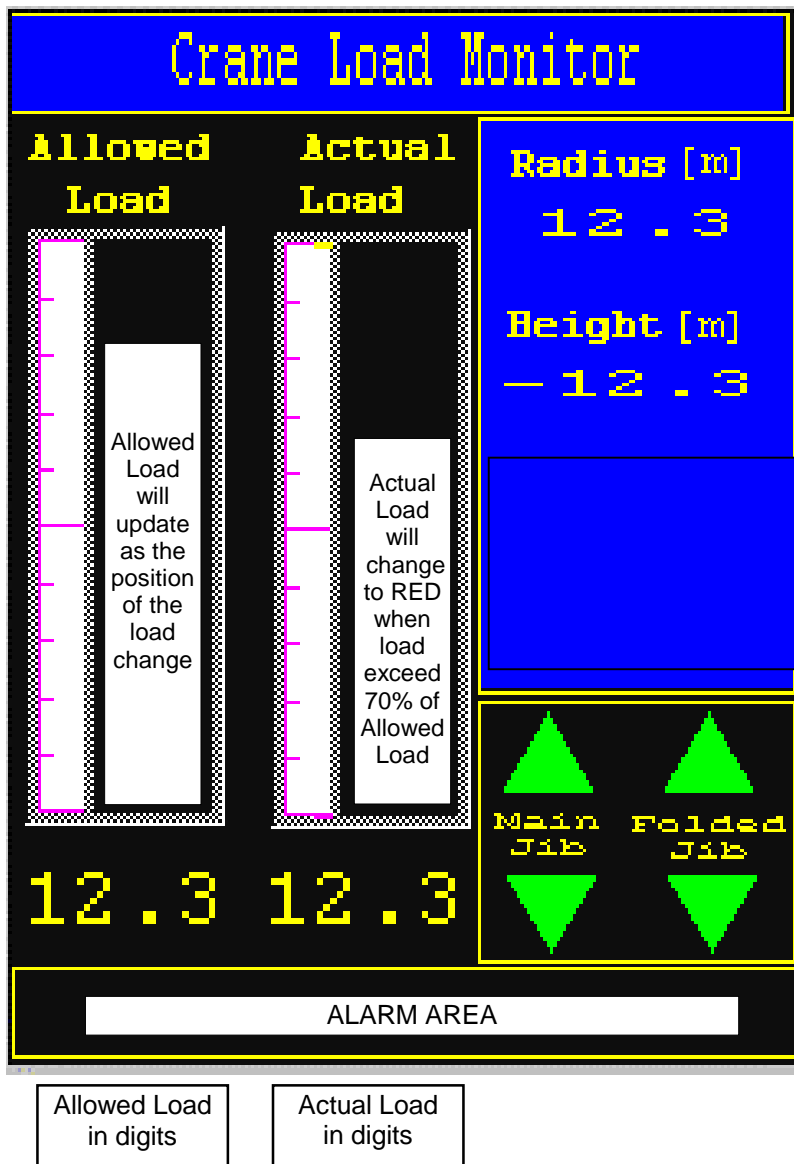 Crane Load Monitor
Allowed
Load
Actual
Load
Radius [m]
12.3
Height [m]
-12.3
Allowed
Load
will
update
as the
position
of the
load
change
Actual
Load
will
change
to RED
when
load
exceed
70% of
Allowed
Load
Main
Jib
Folded
Jib
12.3
12.3
ALARM AREA
Allowed Load
in digits
Actual Load
in digits